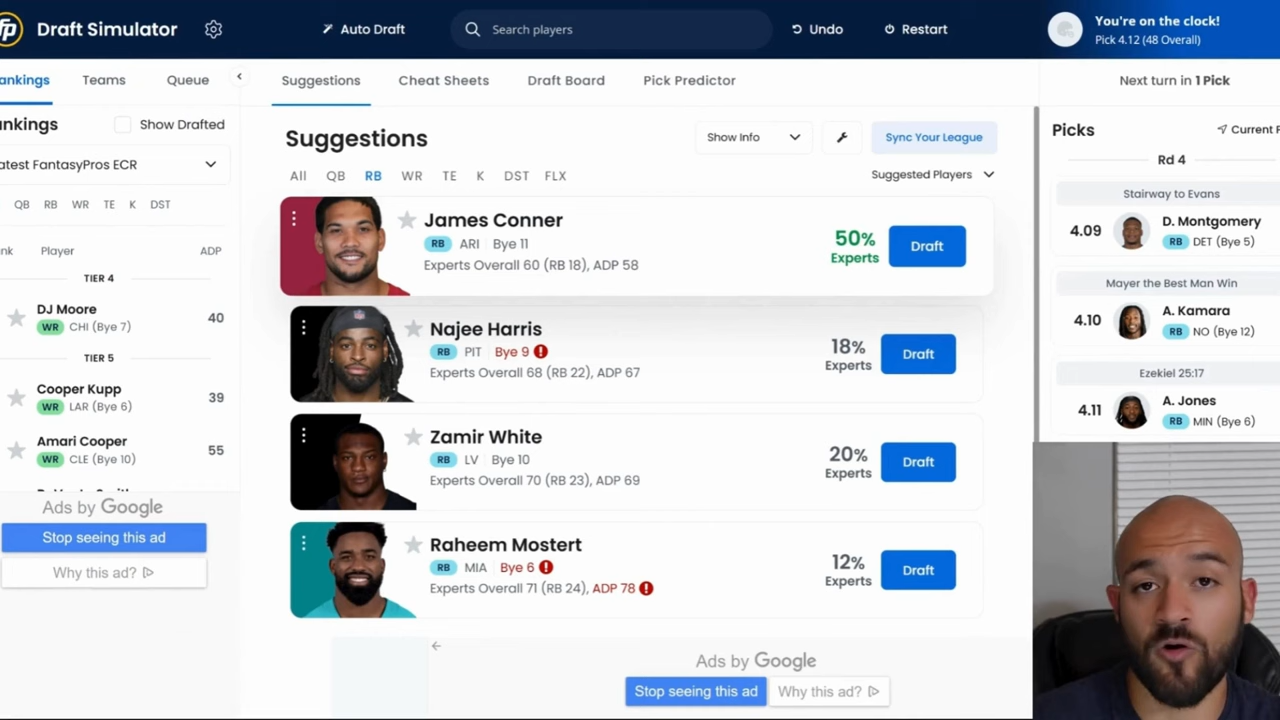 fp Draft Simulator
Auto Draft
Search players
Undo
Restart
You're on the clock!
Pick 4.12 (48 Overall)
ankings
Teams
Queue
Suggestions
Cheat Sheets
Draft Board
Pick Predictor
Next turn in 1 Pick
nkings
Show Drafted
atest FantasyPros ECR
QB RB WR TE K DST
nk Player ADP
TIER 4
DJ Moore
WR CHI (Bye 7)
40
TIER 5
Cooper Kupp
WR LAR (Bye 6)
39
Amari Cooper
WR CLE (Bye 10)
55
Ads by Google
Stop seeing this ad
Why this ad?
Suggestions
Show Info
Sync Your League
All QB RB WR TE K DST FLX
Suggested Players
James Conner
RB ARI Bye 11
Experts Overall 60 (RB 18), ADP 58
50%
Experts
Draft
Najee Harris
RB PIT Bye 9
Experts Overall 68 (RB 22), ADP 67
18%
Experts
Draft
Zamir White
RB LV Bye 10
Experts Overall 70 (RB 23), ADP 69
20%
Experts
Draft
Raheem Mostert
RB MIA Bye 6
Experts Overall 71 (RB 24), ADP 78
12%
Experts
Draft
Ads by Google
Stop seeing this ad
Why this ad?
Picks
Current P
Rd 4
Stairway to Evans
4.09
D. Montgomery
RB DET (Bye 5)
Mayer the Best Man Win
4.10
A. Kamara
RB NO (Bye 12)
Ezekiel 25:17
4.11
A. Jones
RB MIN (Bye 6)